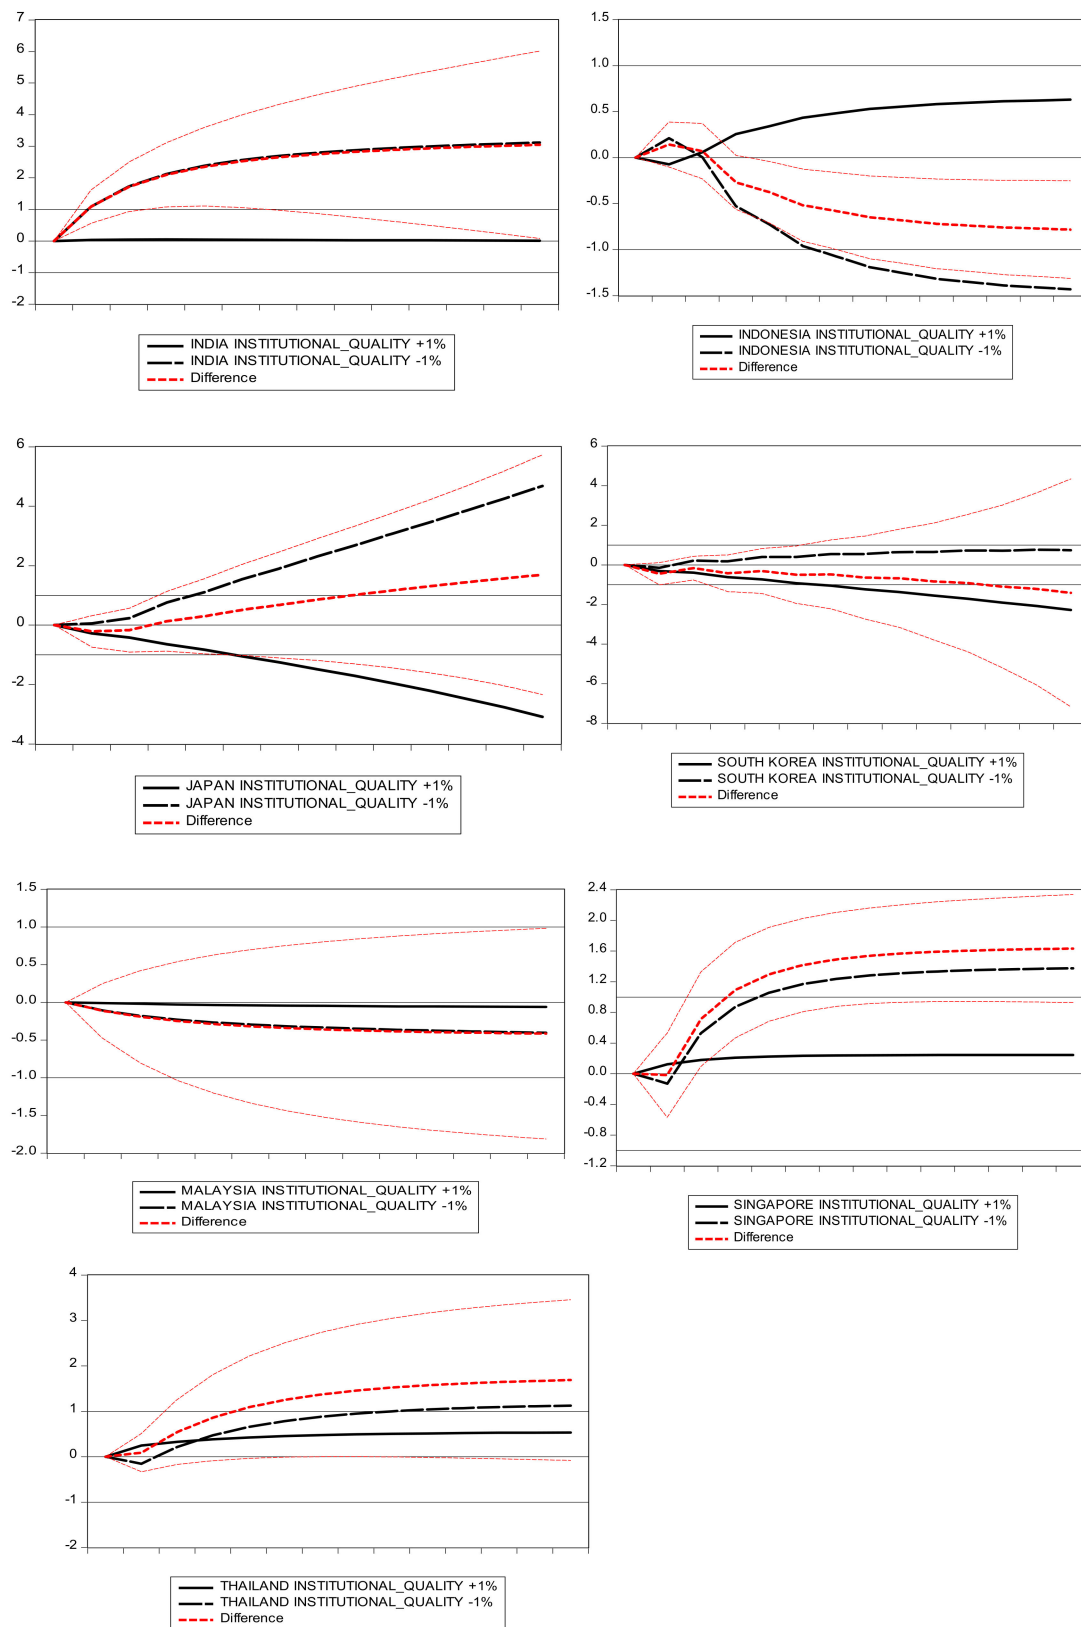 7
6
5
4
3
2
1
0
-1
-2
INDIA INSTITUTIONAL_QUALITY +1%
INDIA INSTITUTIONAL_QUALITY -1%
Difference
1.5
1.0
0.5
0.0
-0.5
-1.0
-1.5
INDONESIA INSTITUTIONAL_QUALITY +1%
INDONESIA INSTITUTIONAL_QUALITY -1%
Difference
6
4
2
0
-2
-4
JAPAN INSTITUTIONAL_QUALITY +1%
JAPAN INSTITUTIONAL_QUALITY -1%
Difference
6
4
2
0
-2
-4
-6
-8
SOUTH KOREA INSTITUTIONAL_QUALITY +1%
SOUTH KOREA INSTITUTIONAL_QUALITY -1%
Difference
1.5
1.0
0.5
0.0
-0.5
-1.0
-1.5
-2.0
MALAYSIA INSTITUTIONAL_QUALITY +1%
MALAYSIA INSTITUTIONAL_QUALITY -1%
Difference
2.4
2.0
1.6
1.2
0.8
0.4
0.0
-0.4
-0.8
-1.2
SINGAPORE INSTITUTIONAL_QUALITY +1%
SINGAPORE INSTITUTIONAL_QUALITY -1%
Difference
4
3
2
1
0
-1
-2
THAILAND INSTITUTIONAL_QUALITY +1%
THAILAND INSTITUTIONAL_QUALITY -1%
Difference